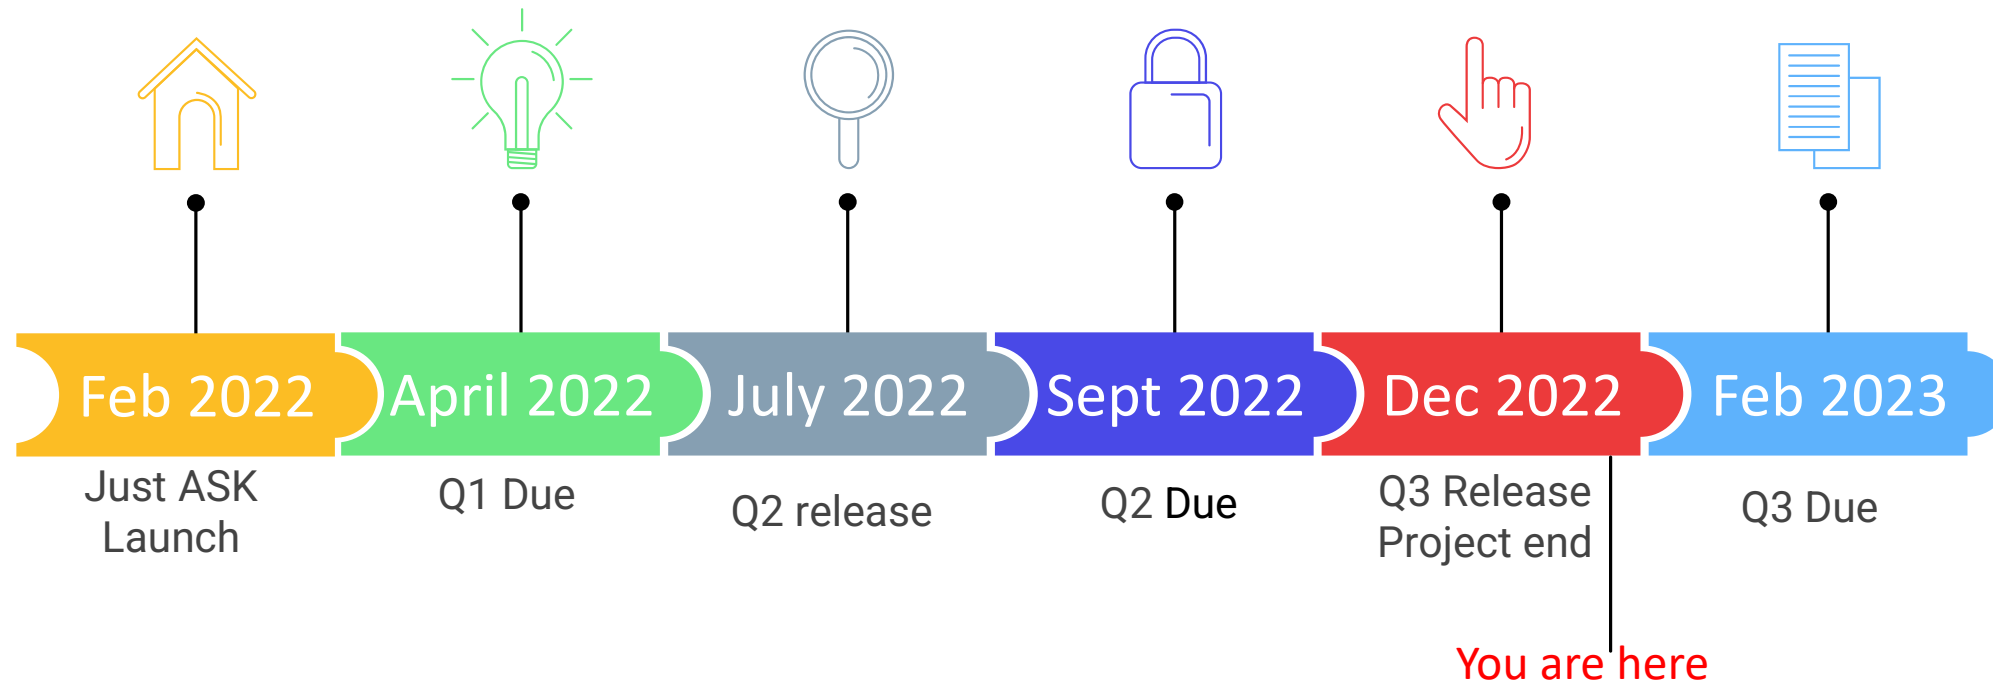 Feb 2022
April 2022
July 2022
Sept 2022
Dec 2022
Feb 2023
Just ASK
Launch
Q1 Due
Q2 release
Q2 Due
Q3 Release
Project end
Q3 Due
You are here